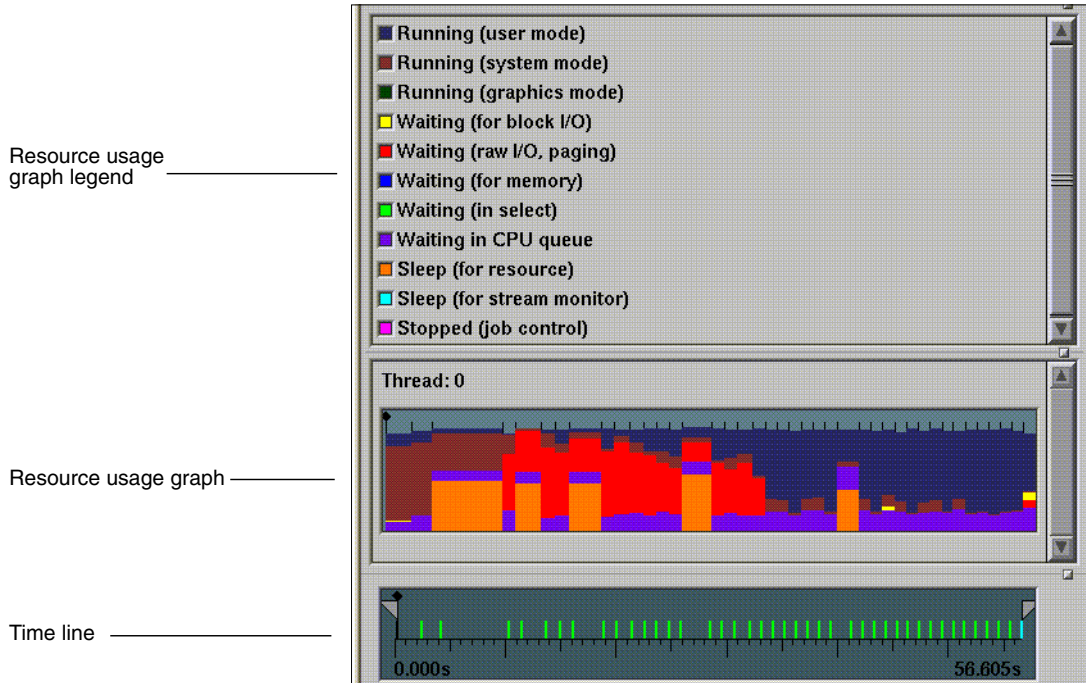 Running (user mode)
Running (system mode)
Running (graphics mode)
Waiting (for block I/O)
Waiting (raw I/O, paging)
Waiting (for memory)
Waiting (in select)
Waiting in CPU queue
Sleep (for resource)
Sleep (for stream monitor)
Stopped (job control)
Resource usage
graph legend
Thread: 0
Resource usage graph
Time line
0.000s
56.605s